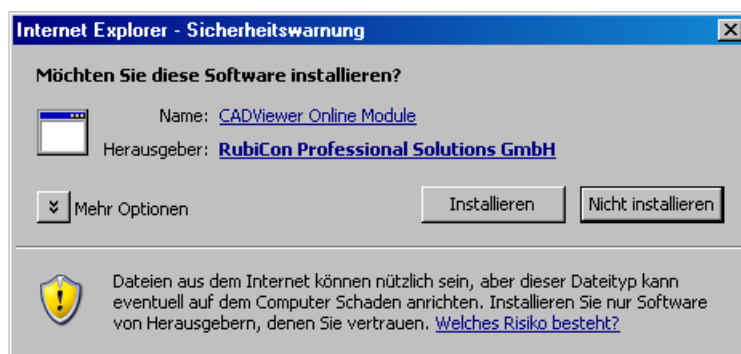 Internet Explorer - Sicherheitswarnung
Möchten Sie diese Software installieren?
Name: CADViewer Online Module
Herausgeber: RubiCon Professional Solutions GmbH
Mehr Optionen
Installieren
Nicht installieren
Dateien aus dem Internet können nützlich sein, aber dieser Dateityp kann
eventuell auf dem Computer Schaden anrichten. Installieren Sie nur Software
von Herausgebern, denen Sie vertrauen. Welches Risiko besteht?